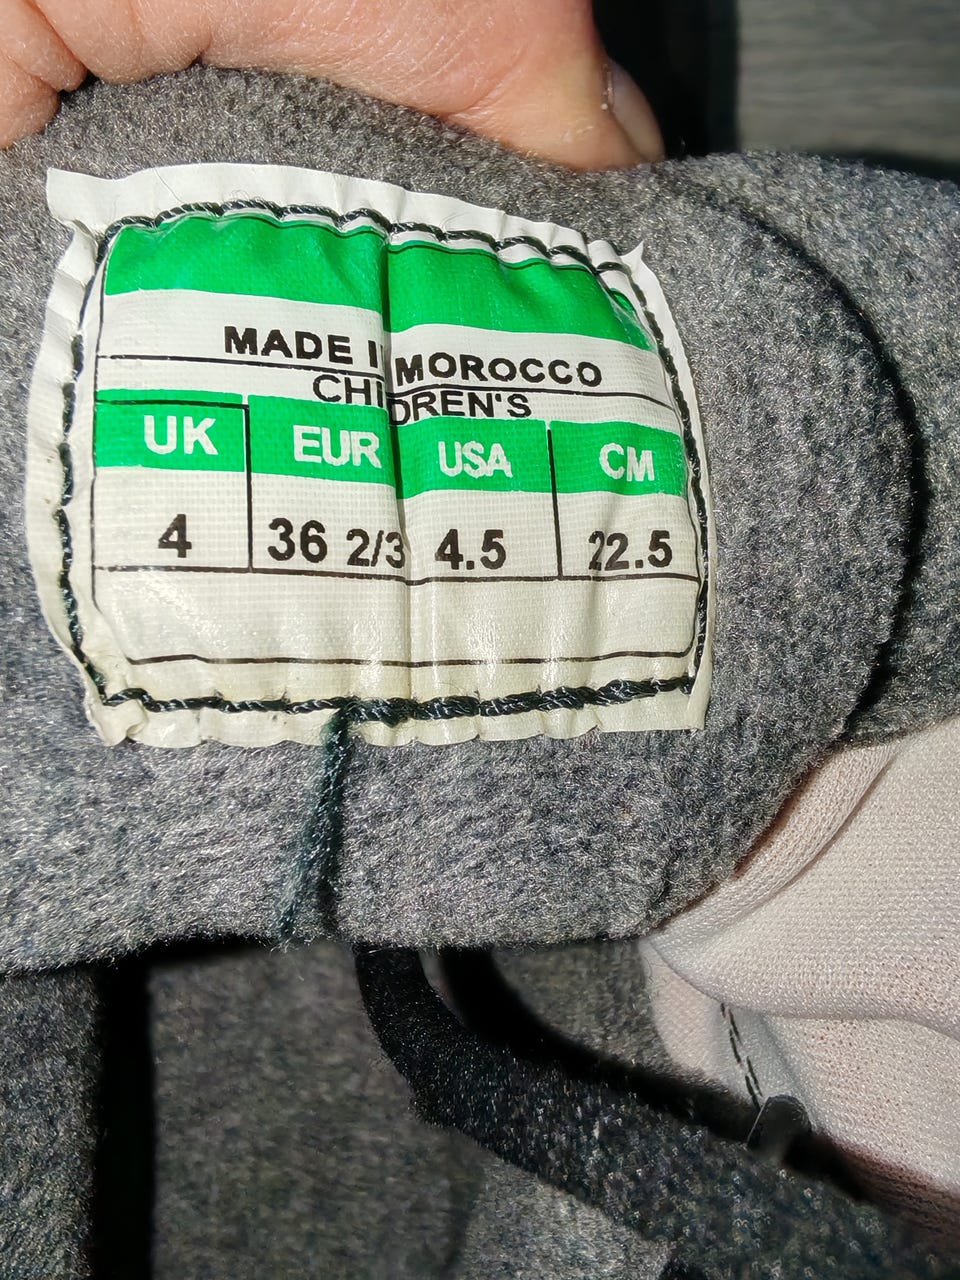 MADE I MOROCCO
CHILDREN'S
UK EUR USA CM
4 36 2/3 4.5 22.5